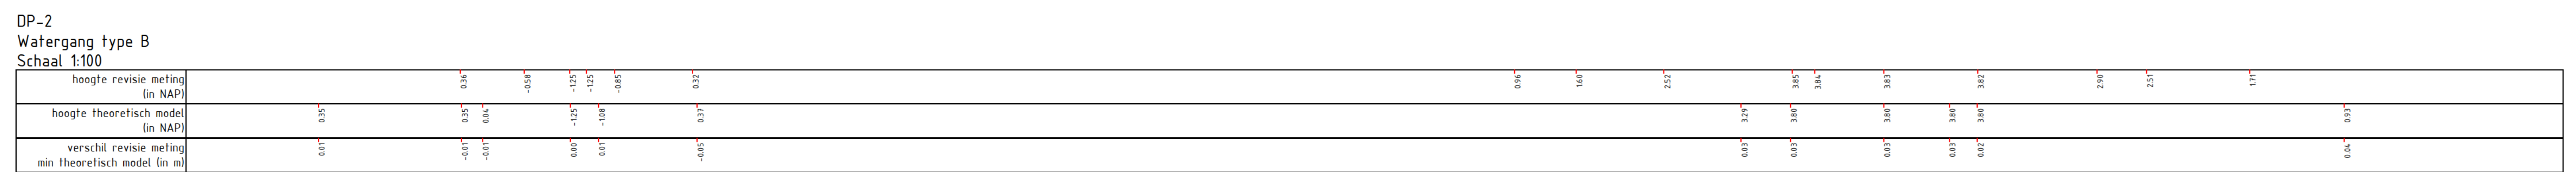 DP-2
Watergang type B
Schaal 1:100
hoogte revisie meting
(in NAP)
0.36 -0.58 -1.25 -1.25 -0.85 0.32 0.96 1.60 2.52 3.85 3.84 3.83 3.82 2.90 2.51 1.71
hoogte theoretisch model
(in NAP)
0.35 0.35 0.04 -1.25 -1.08 0.37 3.29 3.80 3.80 3.80 3.80 0.93
verschil revisie meting
min theoretisch model (in m)
0.01 -0.01 -0.01 0.00 0.01 -0.05 0.03 0.03 0.03 0.03 0.02 0.04